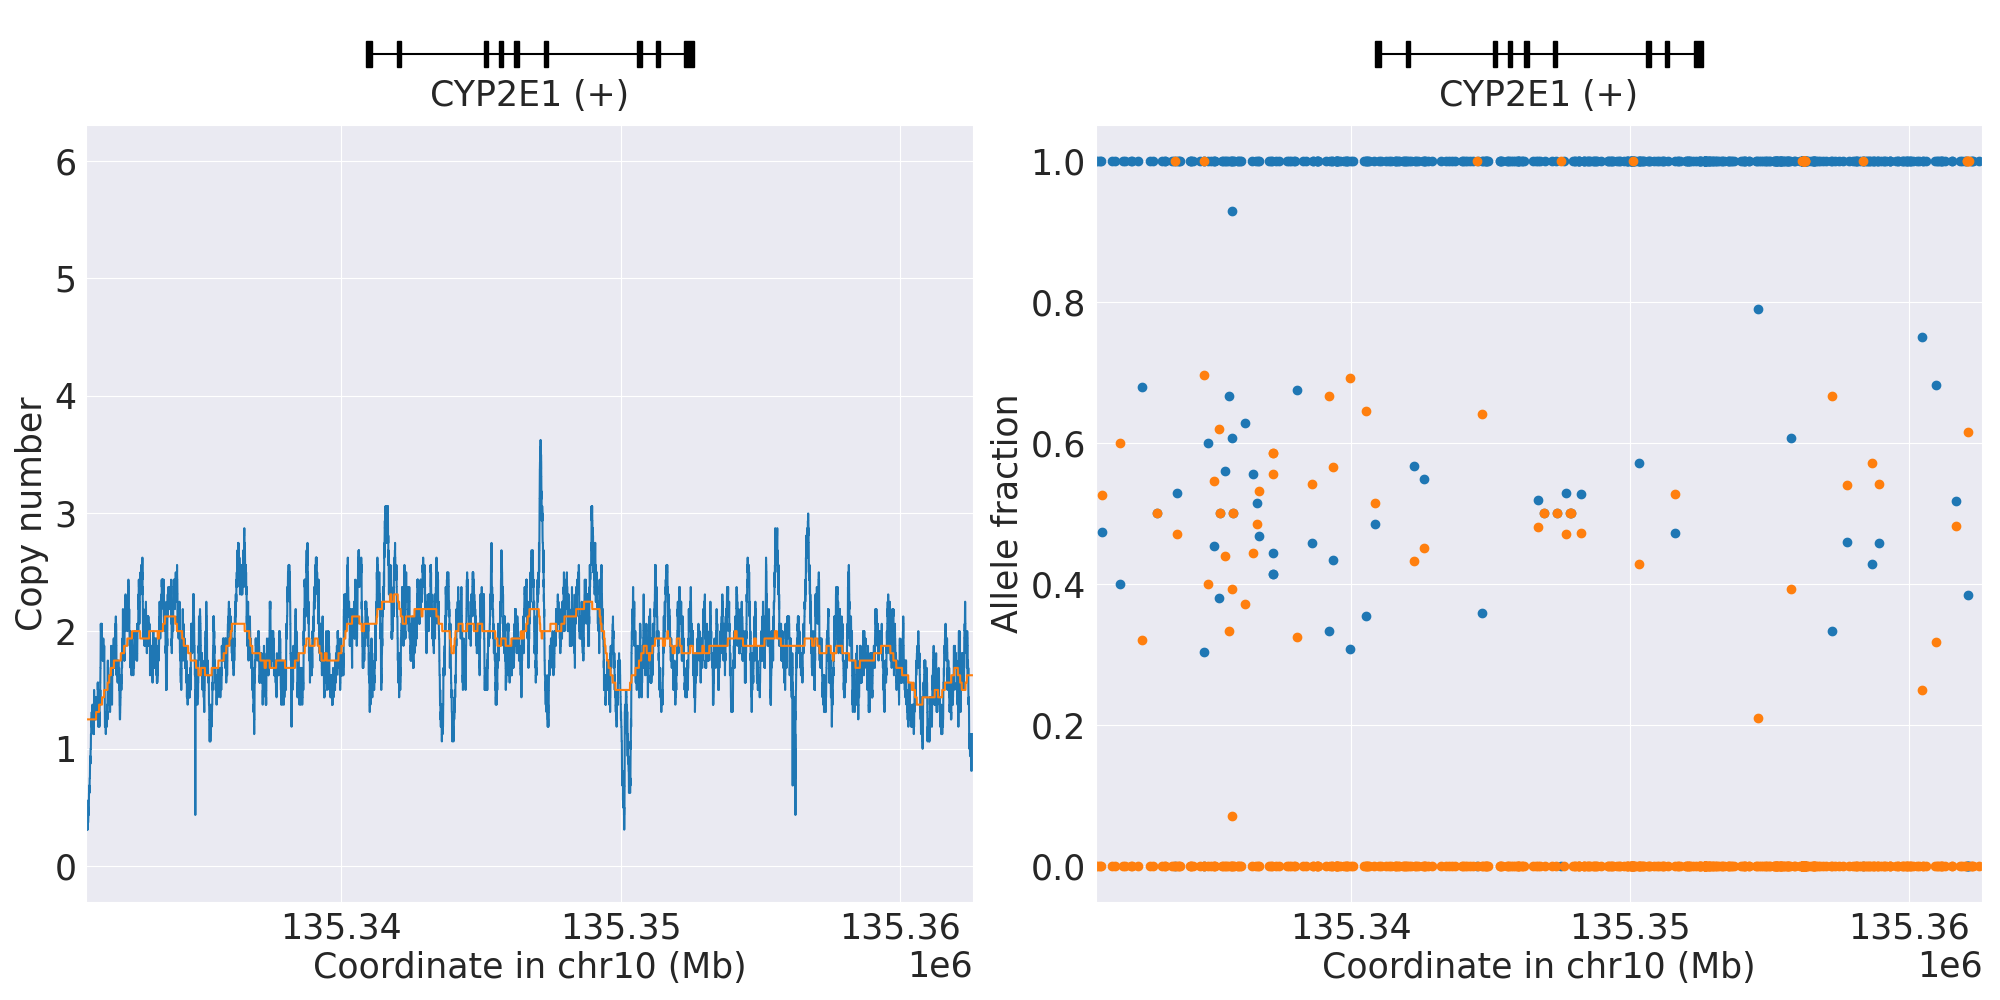 CYP2E1 (+)
CYP2E1 (+)
Copy number
6
5
4
3
2
1
0
135.34
135.35
135.36
Coordinate in chr10 (Mb)
1e6
Allele fraction
1.0
0.8
0.6
0.4
0.2
0.0
135.34
135.35
135.36
Coordinate in chr10 (Mb)
1e6